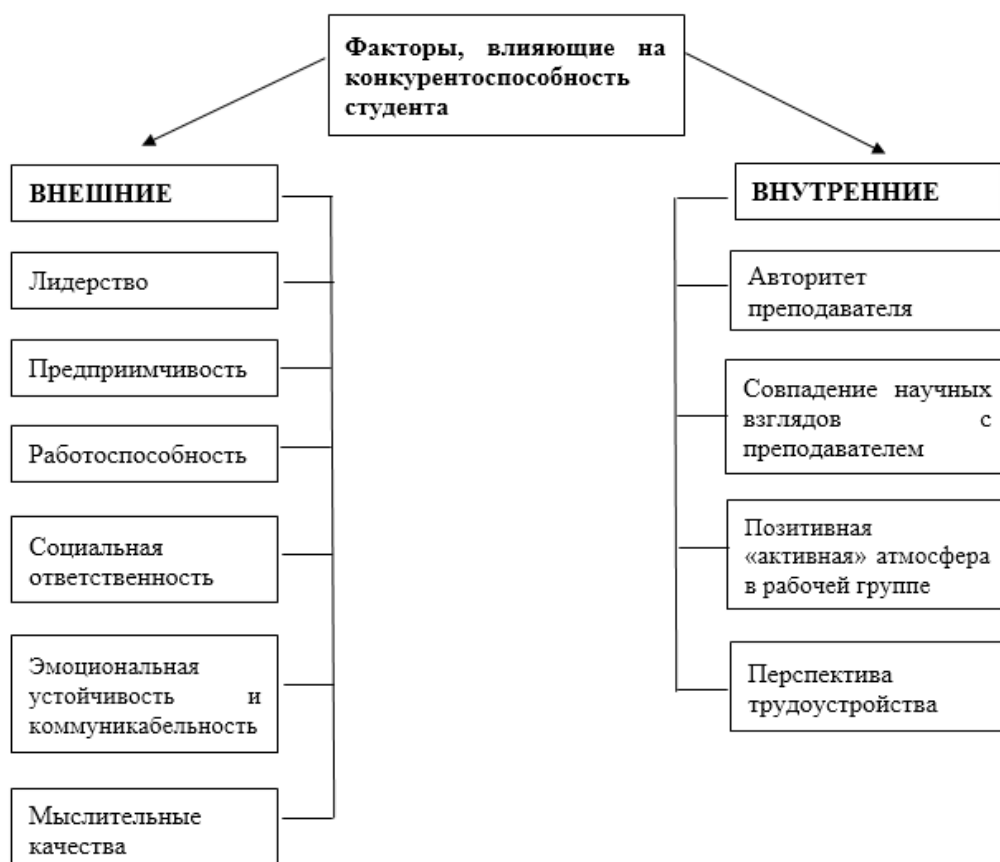 Факторы, влияющие на
конкурентоспособность
студента
ВНЕШНИЕ
Лидерство
Предприимчивость
Работоспособность
Социальная
ответственность
Эмоциональная
устойчивость и
коммуникабельность
Мыслительные
качества
ВНУТРЕННИЕ
Авторитет
преподавателя
Совпадение научных
взглядов с
преподавателем
Позитивная
«активная» атмосфера
в рабочей группе
Перспектива
трудоустройства